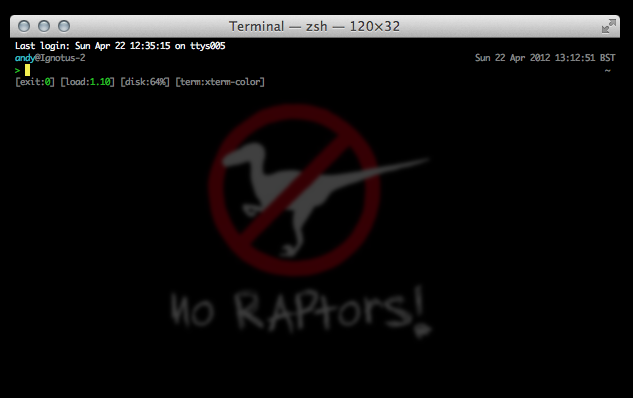 Terminal — zsh — 120×32
Last login: Sun Apr 22 12:35:15 on ttys005
andy@Ignotus-2 Sun 22 Apr 2012 13:12:51 BST
> ~
[exit:0] [load:1.10] [disk:64%] [term:xterm-color]
No RAPtors!